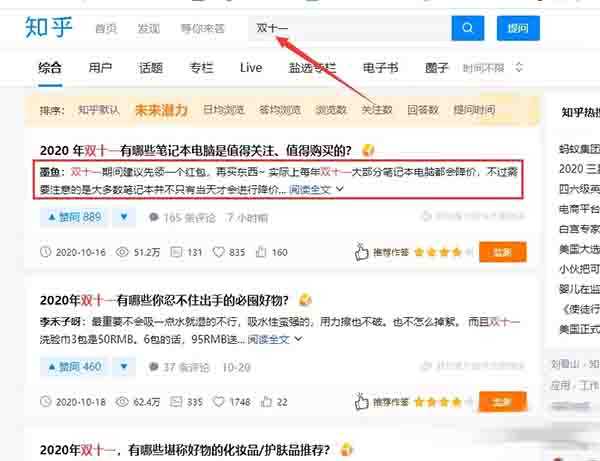 知乎 首页 发现 等你来答 双十一 提问
综合 用户 话题 专栏 Live 盐选专栏 电子书 圈子 时间不限
排序: 知乎默认 未来潜力 日均浏览 答均浏览 浏览数 关注数 回答数 提问时间
知乎热搜
2020 年双十一有哪些笔记本电脑是值得关注、值得购买的?
蚂蚁集团
墨鱼: 双十一期间建议先领一个红包,再买东西~ 实际上每年双十一大部分笔记本电脑都会降价,不过需
要注意的是大多数笔记本并不只有当天才会进行降价... 阅读全文
2020 三
四六级英
赞同 889 165 条评论 7 小时前
电商平台
白宫专家
2020-10-16 51.2万 131 835 160 推荐作答 监测
美国大选
小伙把可
婴儿在监
2020年双十一有哪些你忍不住出手的必囤好物?
《使徒行
李禾子呀: 最重要不会吸一点水就湿的不行,吸水性蛮强的,用力擦也不破。也不怎么掉絮。 而且双十一
美国正式
洗脸巾3包是50RMB。6包的话,95RMB送... 阅读全文
赞同 460 37 条评论 10-20
刘看山
应用 · 工作
2020-10-18 62.4万 335 1748 22 推荐作答 监测
2020年双十一,有哪些堪称好物的化妆品/护肤品推荐?